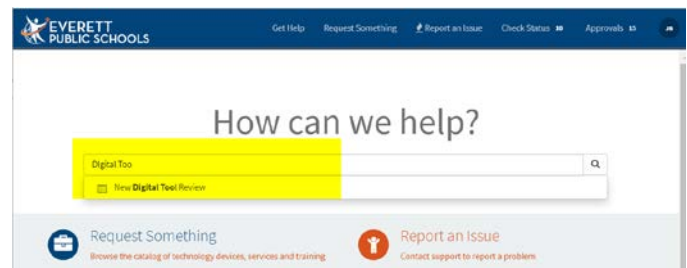 EVERETT
PUBLIC SCHOOLS
Get Help Request Something Report an Issue Check Status 10 Approvals 15 JR
How can we help?
Digital Too
New Digital Tool Review
Request Something
Browse the catalog of technology devices, services and training
Report an Issue
Contact support to report a problem